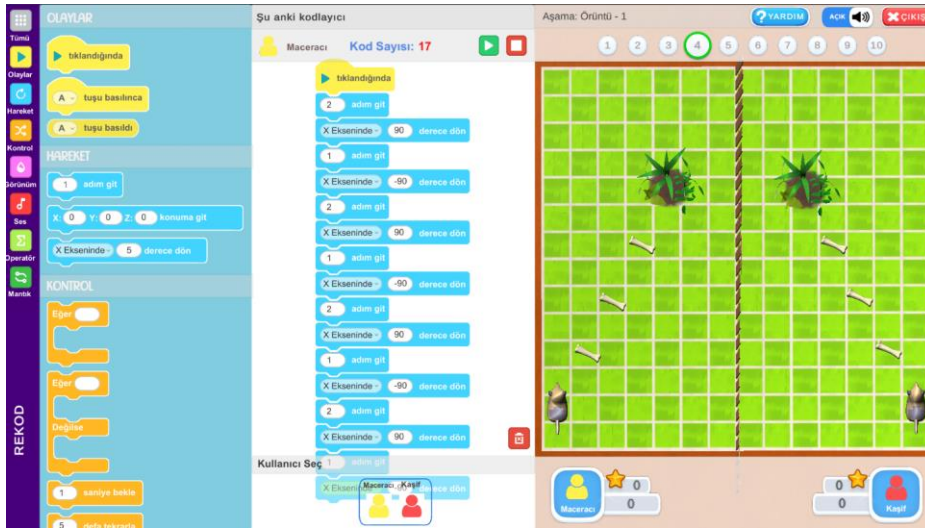 Tümü
Olaylar
Hareket
Kontrol
Görünüm
Ses
Operatör
Mantık
REKOD
OLAYLAR
tıklandığında
A tuşu basılınca
A tuşu basıldı
HAREKET
1 adım git
X: 0 Y: 0 Z: 0 konuma git
X Ekseninde 5 derece dön
KONTROL
Eğer
Eğer
Değilse
1 saniye bekle
5 defa tekrarla
Şu anki kodlayıcı
Maceracı Kod Sayısı: 17
tıklandığında
2 adım git
X Ekseninde 90 derece dön
1 adım git
X Ekseninde -90 derece dön
2 adım git
X Ekseninde 90 derece dön
1 adım git
X Ekseninde -90 derece dön
2 adım git
X Ekseninde 90 derece dön
1 adım git
X Ekseninde -90 derece dön
2 adım git
X Ekseninde 90 derece dön
Kullanıcı Seç 1 adım git
X Ekseninde -90 derece dön
Maceracı Kaşif
Aşama: Örüntü - 1
? YARDIM
AÇIK
ÇIKIŞ
1 2 3 4 5 6 7 8 9 10
Maceracı 0
0
0
0 Kaşif